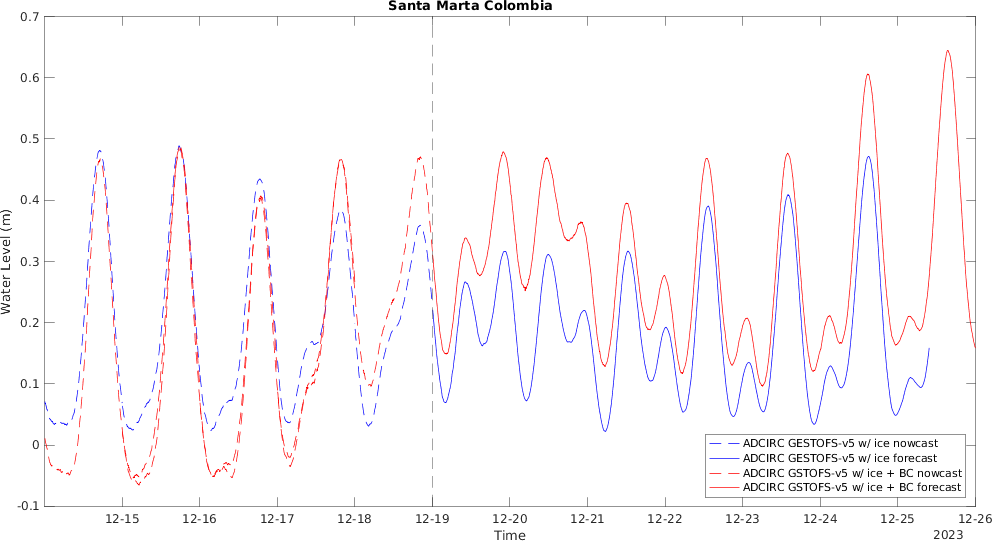 Santa Marta Colombia
0.7
0.6
0.5
0.4
0.3
0.2
0.1
0
-0.1
Water Level (m)
12-15 12-16 12-17 12-18 12-19 12-20 12-21 12-22 12-23 12-24 12-25 12-26
Time
2023
ADCIRC GESTOFS-v5 w/ ice nowcast
ADCIRC GESTOFS-v5 w/ ice forecast
ADCIRC GSTOFS-v5 w/ ice + BC nowcast
ADCIRC GSTOFS-v5 w/ ice + BC forecast